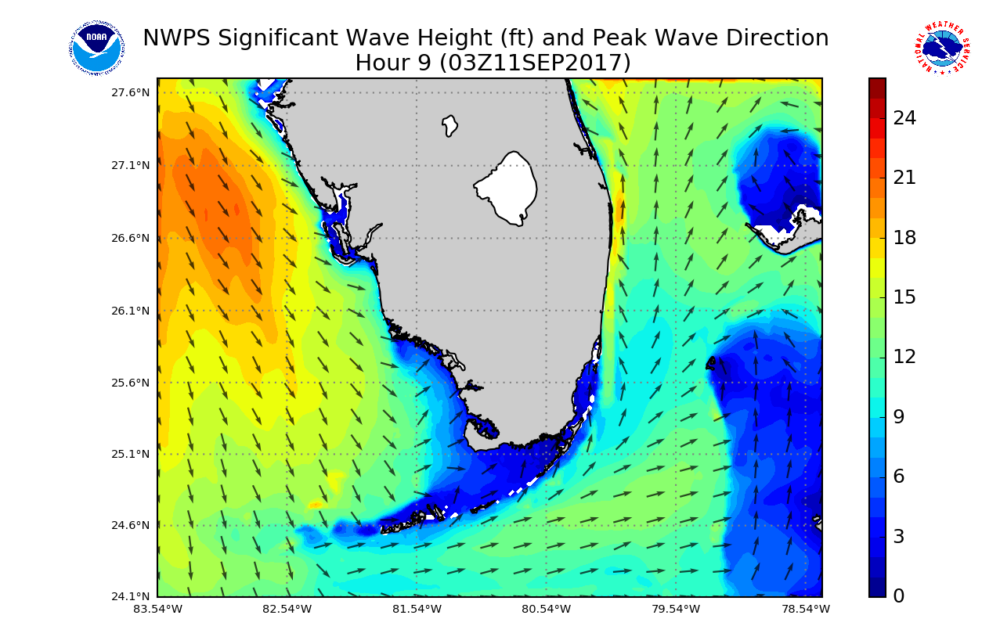 NOAA
NWPS Significant Wave Height (ft) and Peak Wave Direction
Hour 9 (03Z11SEP2017)
NATIONAL WEATHER SERVICE
27.6°N
27.1°N
26.6°N
26.1°N
25.6°N
25.1°N
24.6°N
24.1°N
83.54°W 82.54°W 81.54°W 80.54°W 79.54°W 78.54°W
24
21
18
15
12
9
6
3
0